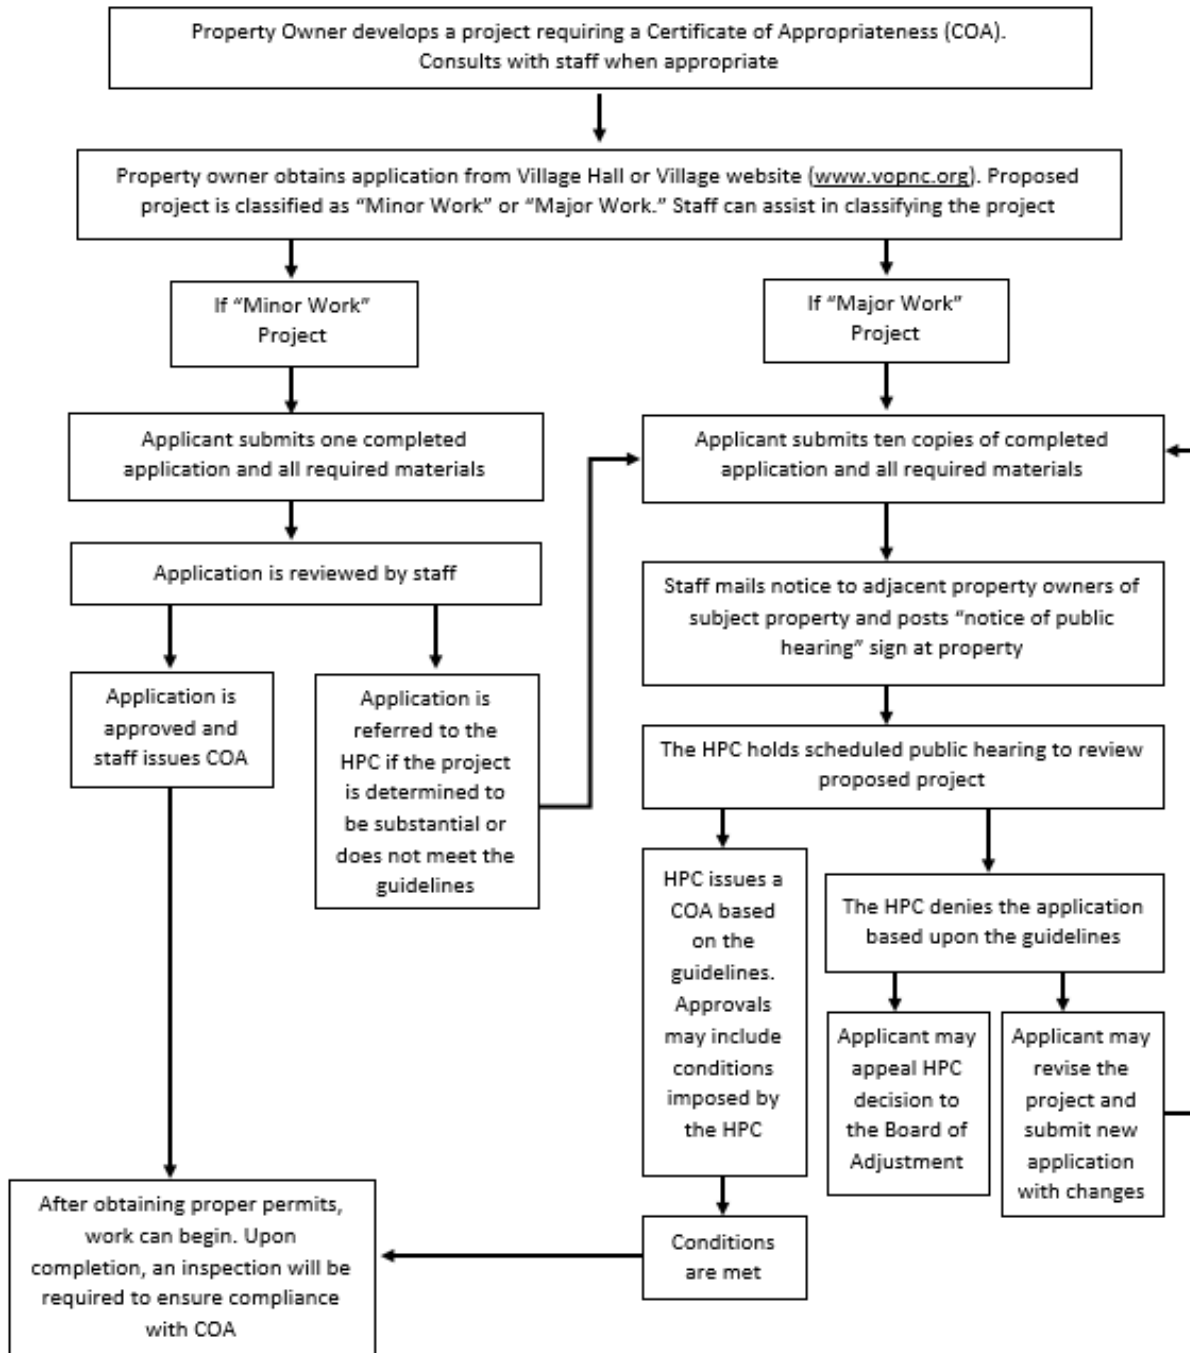 Property Owner develops a project requiring a Certificate of Appropriateness (COA).
Consults with staff when appropriate
Property owner obtains application from Village Hall or Village website (www.vopnc.org). Proposed
project is classified as “Minor Work” or “Major Work.” Staff can assist in classifying the project
If “Minor Work”
Project
If “Major Work”
Project
Applicant submits one completed
application and all required materials
Applicant submits ten copies of completed
application and all required materials
Application is reviewed by staff
Staff mails notice to adjacent property owners of
subject property and posts “notice of public
hearing” sign at property
Application is
approved and
staff issues COA
Application is
referred to the
HPC if the project
is determined to
be substantial or
does not meet the
guidelines
The HPC holds scheduled public hearing to review
proposed project
HPC issues a
COA based
on the
guidelines.
Approvals
may include
conditions
imposed by
the HPC
The HPC denies the application
based upon the guidelines
Applicant may
appeal HPC
decision to
the Board of
Adjustment
Applicant may
revise the
project and
submit new
application
with changes
After obtaining proper permits,
work can begin. Upon
completion, an inspection will be
required to ensure compliance
with COA
Conditions
are met